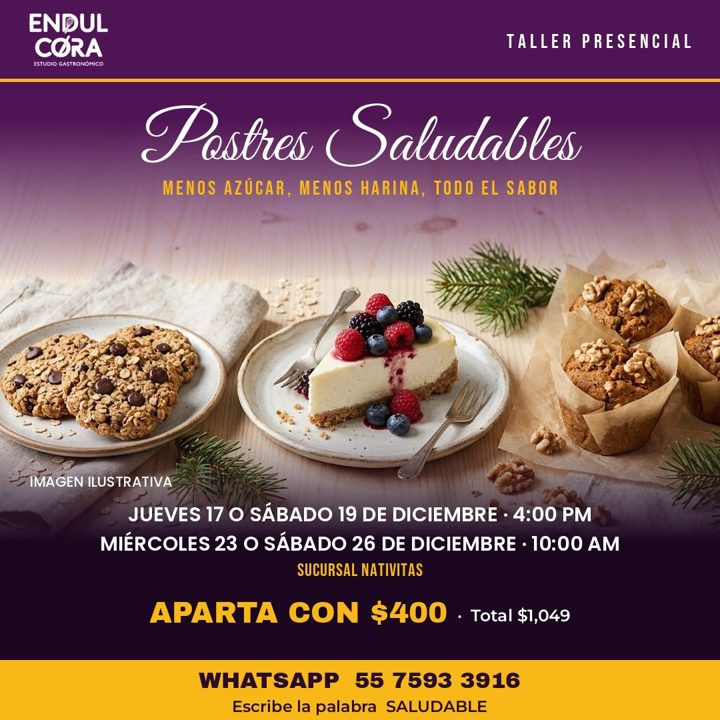 ENDUL
CORA
ESTUDIO GASTRONÓMICO
TALLER PRESENCIAL
Postres Saludables
MENOS AZÚCAR, MENOS HARINA, TODO EL SABOR
IMAGEN ILUSTRATIVA
JUEVES 17 O SÁBADO 19 DE DICIEMBRE · 4:00 PM
MIÉRCOLES 23 O SÁBADO 26 DE DICIEMBRE · 10:00 AM
SUCURSAL NATIVITAS
APARTA CON $400 · Total $1,049
WHATSAPP 55 7593 3916
Escribe la palabra SALUDABLE